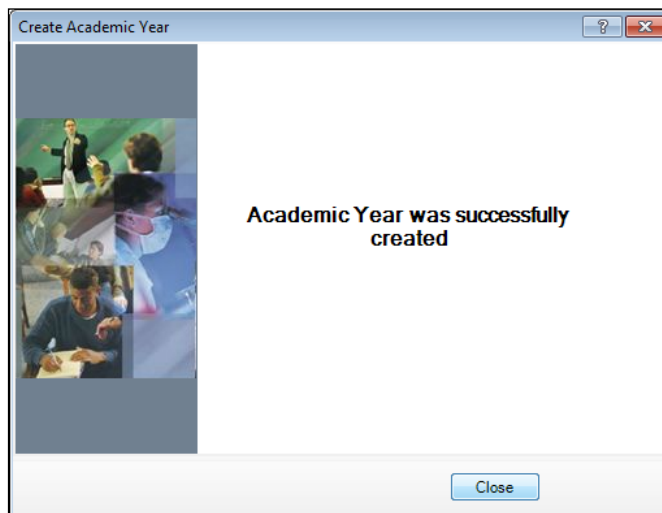 Create Academic Year
?
Academic Year was successfully
created
Close